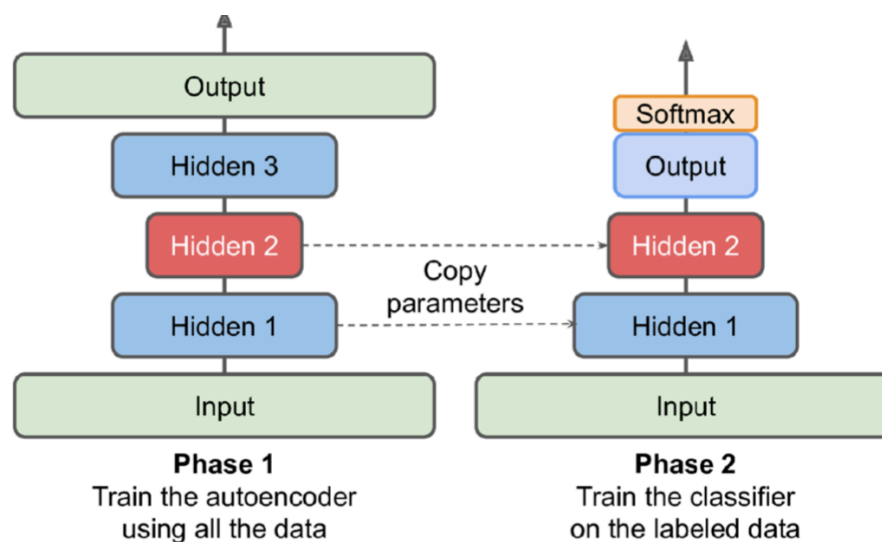 Output
Hidden 3
Hidden 2
Hidden 1
Input
Phase 1
Train the autoencoder
using all the data
Copy
parameters
Softmax
Output
Hidden 2
Hidden 1
Input
Phase 2
Train the classifier
on the labeled data